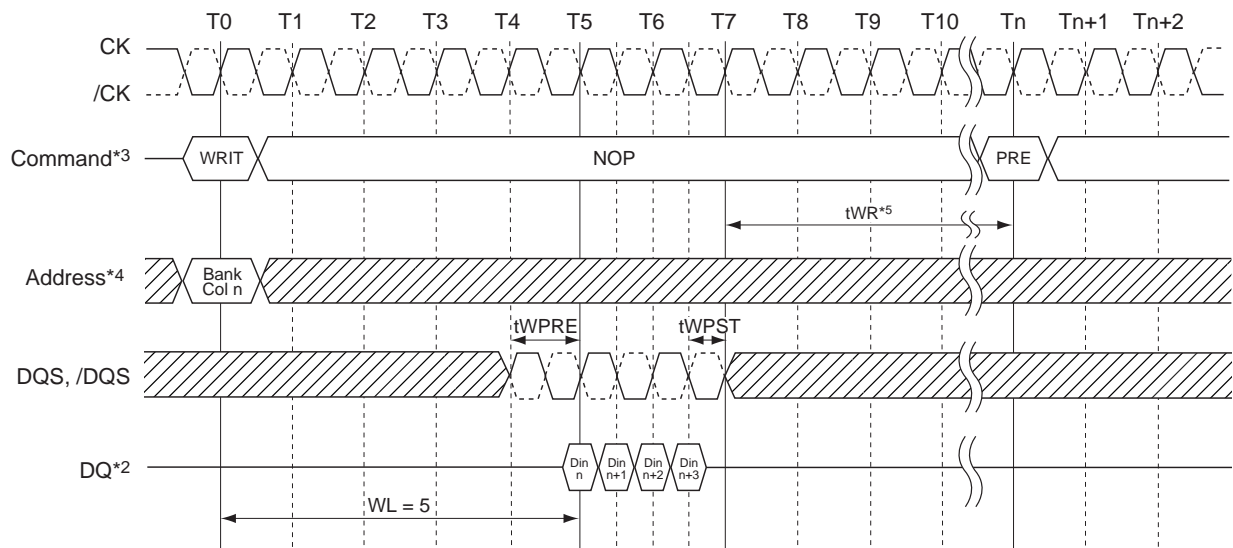 T0 T1 T2 T3 T4 T5 T6 T7 T8 T9 T10 Tn Tn+1 Tn+2
CK
/CK
Command*3 WRIT NOP PRE
tWR*5
Address*4 Bank
Col n
tWPRE tWPST
DQS, /DQS
DQ*2 Din
n Din
n+1 Din
n+2 Din
n+3
WL = 5